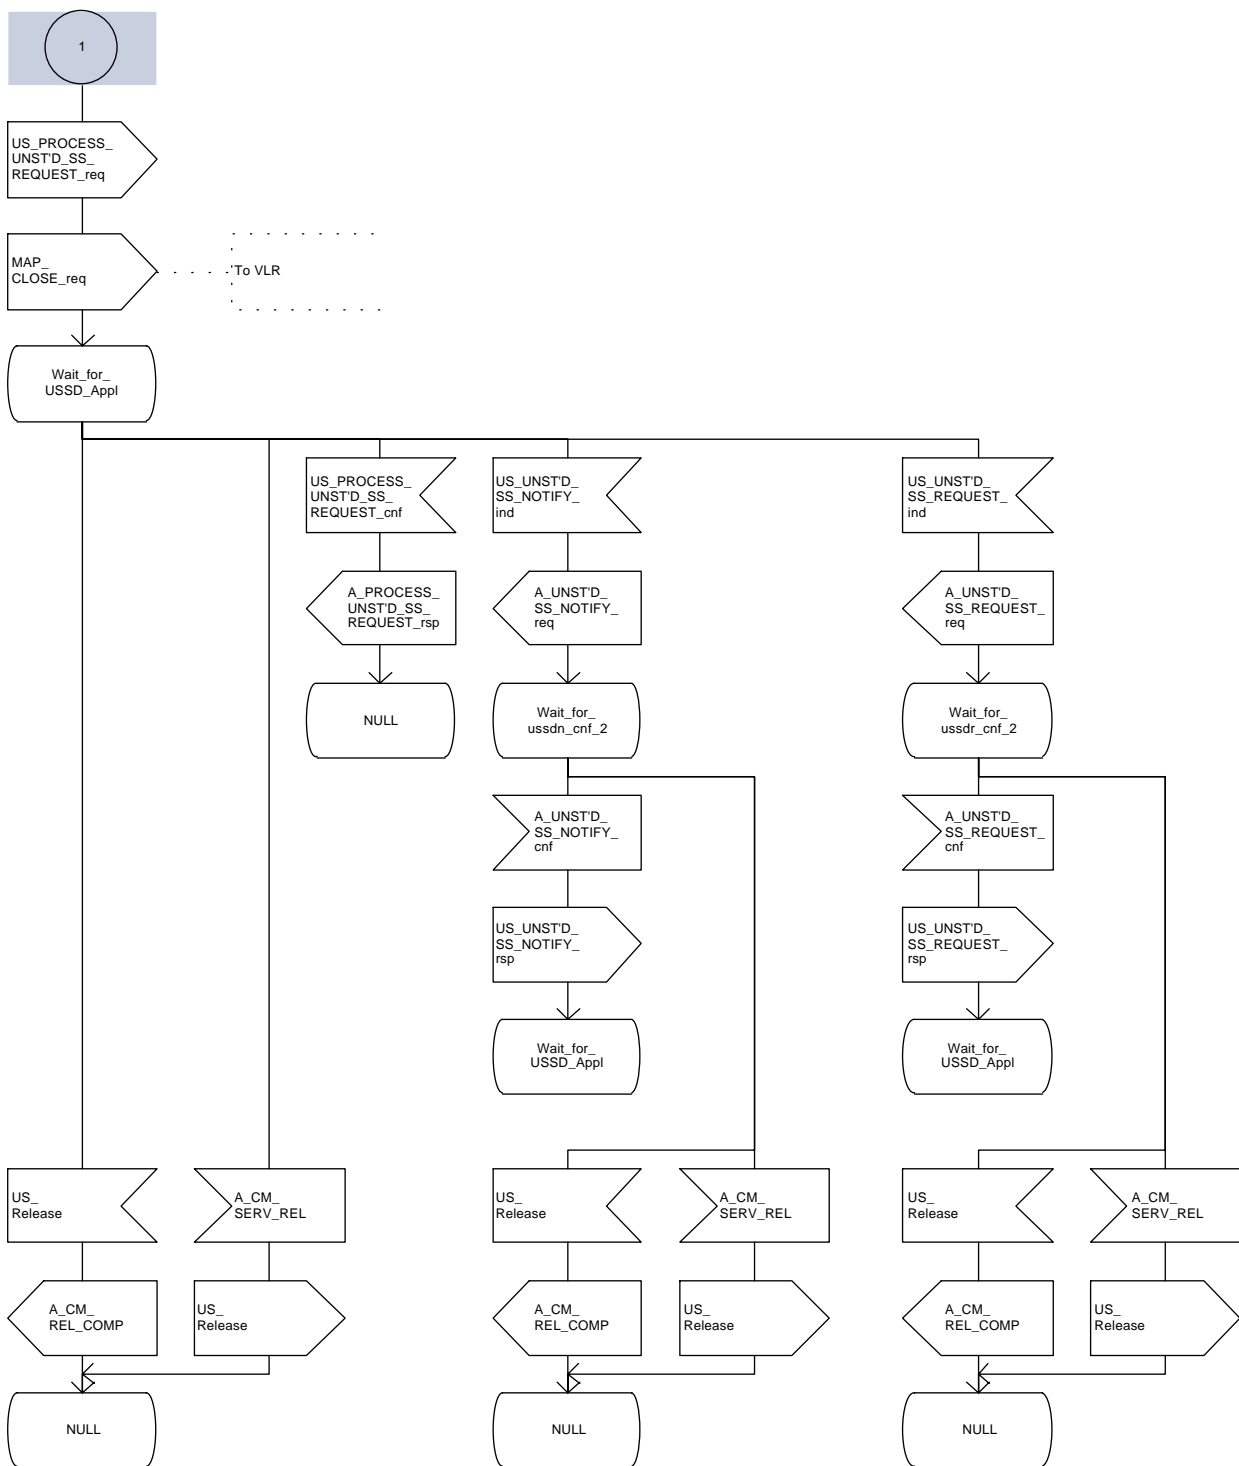 1
US_PROCESS_
UNST'D_SS_
REQUEST_req
MAP_
CLOSE_req
To VLR
Wait_for_
USSD_Appl
US_PROCESS_
UNST'D_SS_
REQUEST_cnf
US_UNST'D_
SS_NOTIFY_
ind
US_UNST'D_
SS_REQUEST_
ind
A_PROCESS_
UNST'D_SS_
REQUEST_rsp
A_UNST'D_
SS_NOTIFY_
req
A_UNST'D_
SS_REQUEST_
req
NULL
Wait_for_
ussdn_cnf_2
Wait_for_
ussdr_cnf_2
A_UNST'D_
SS_NOTIFY_
cnf
A_UNST'D_
SS_REQUEST_
cnf
US_UNST'D_
SS_NOTIFY_
rsp
US_UNST'D_
SS_REQUEST_
rsp
Wait_for_
USSD_Appl
Wait_for_
USSD_Appl
US_
Release
A_CM_
SERV_REL
US_
Release
A_CM_
SERV_REL
US_
Release
A_CM_
SERV_REL
A_CM_
REL_COMP
US_
Release
A_CM_
REL_COMP
US_
Release
A_CM_
REL_COMP
US_
Release
NULL
NULL
NULL